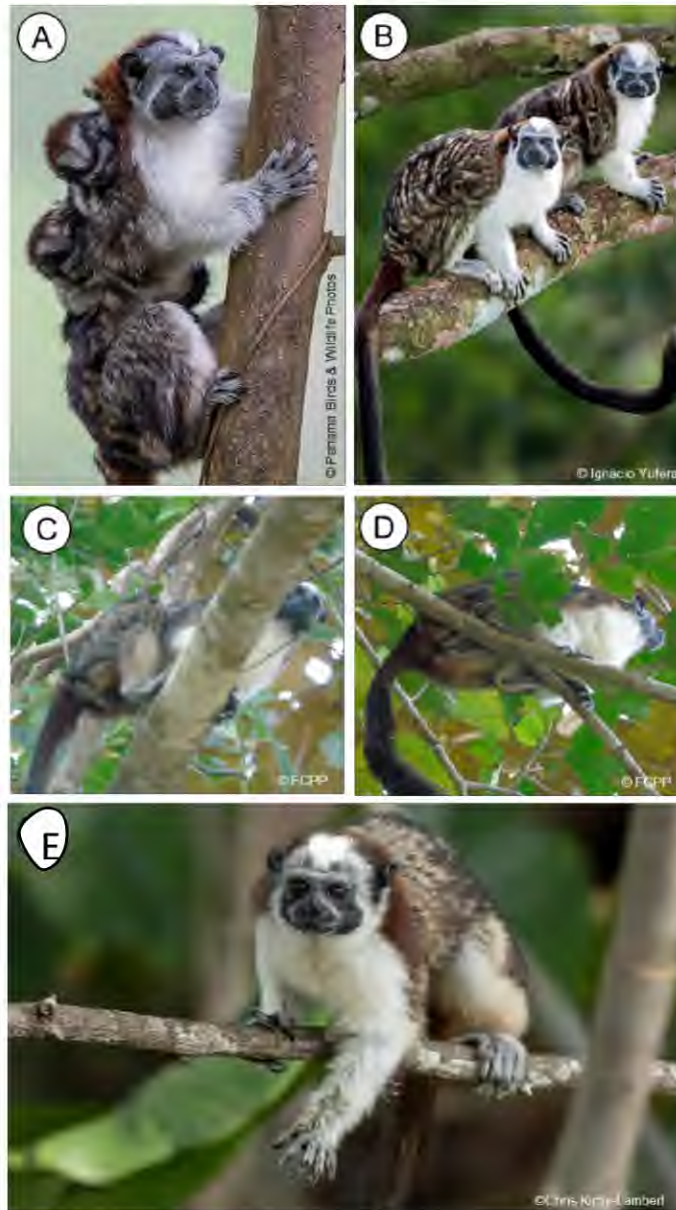 A
© Panama Birds & Wildlife Photos
B
© Ignacio Yufera
C
© FCPP
D
© FCPP
E
©Chris Kirby-Lambert